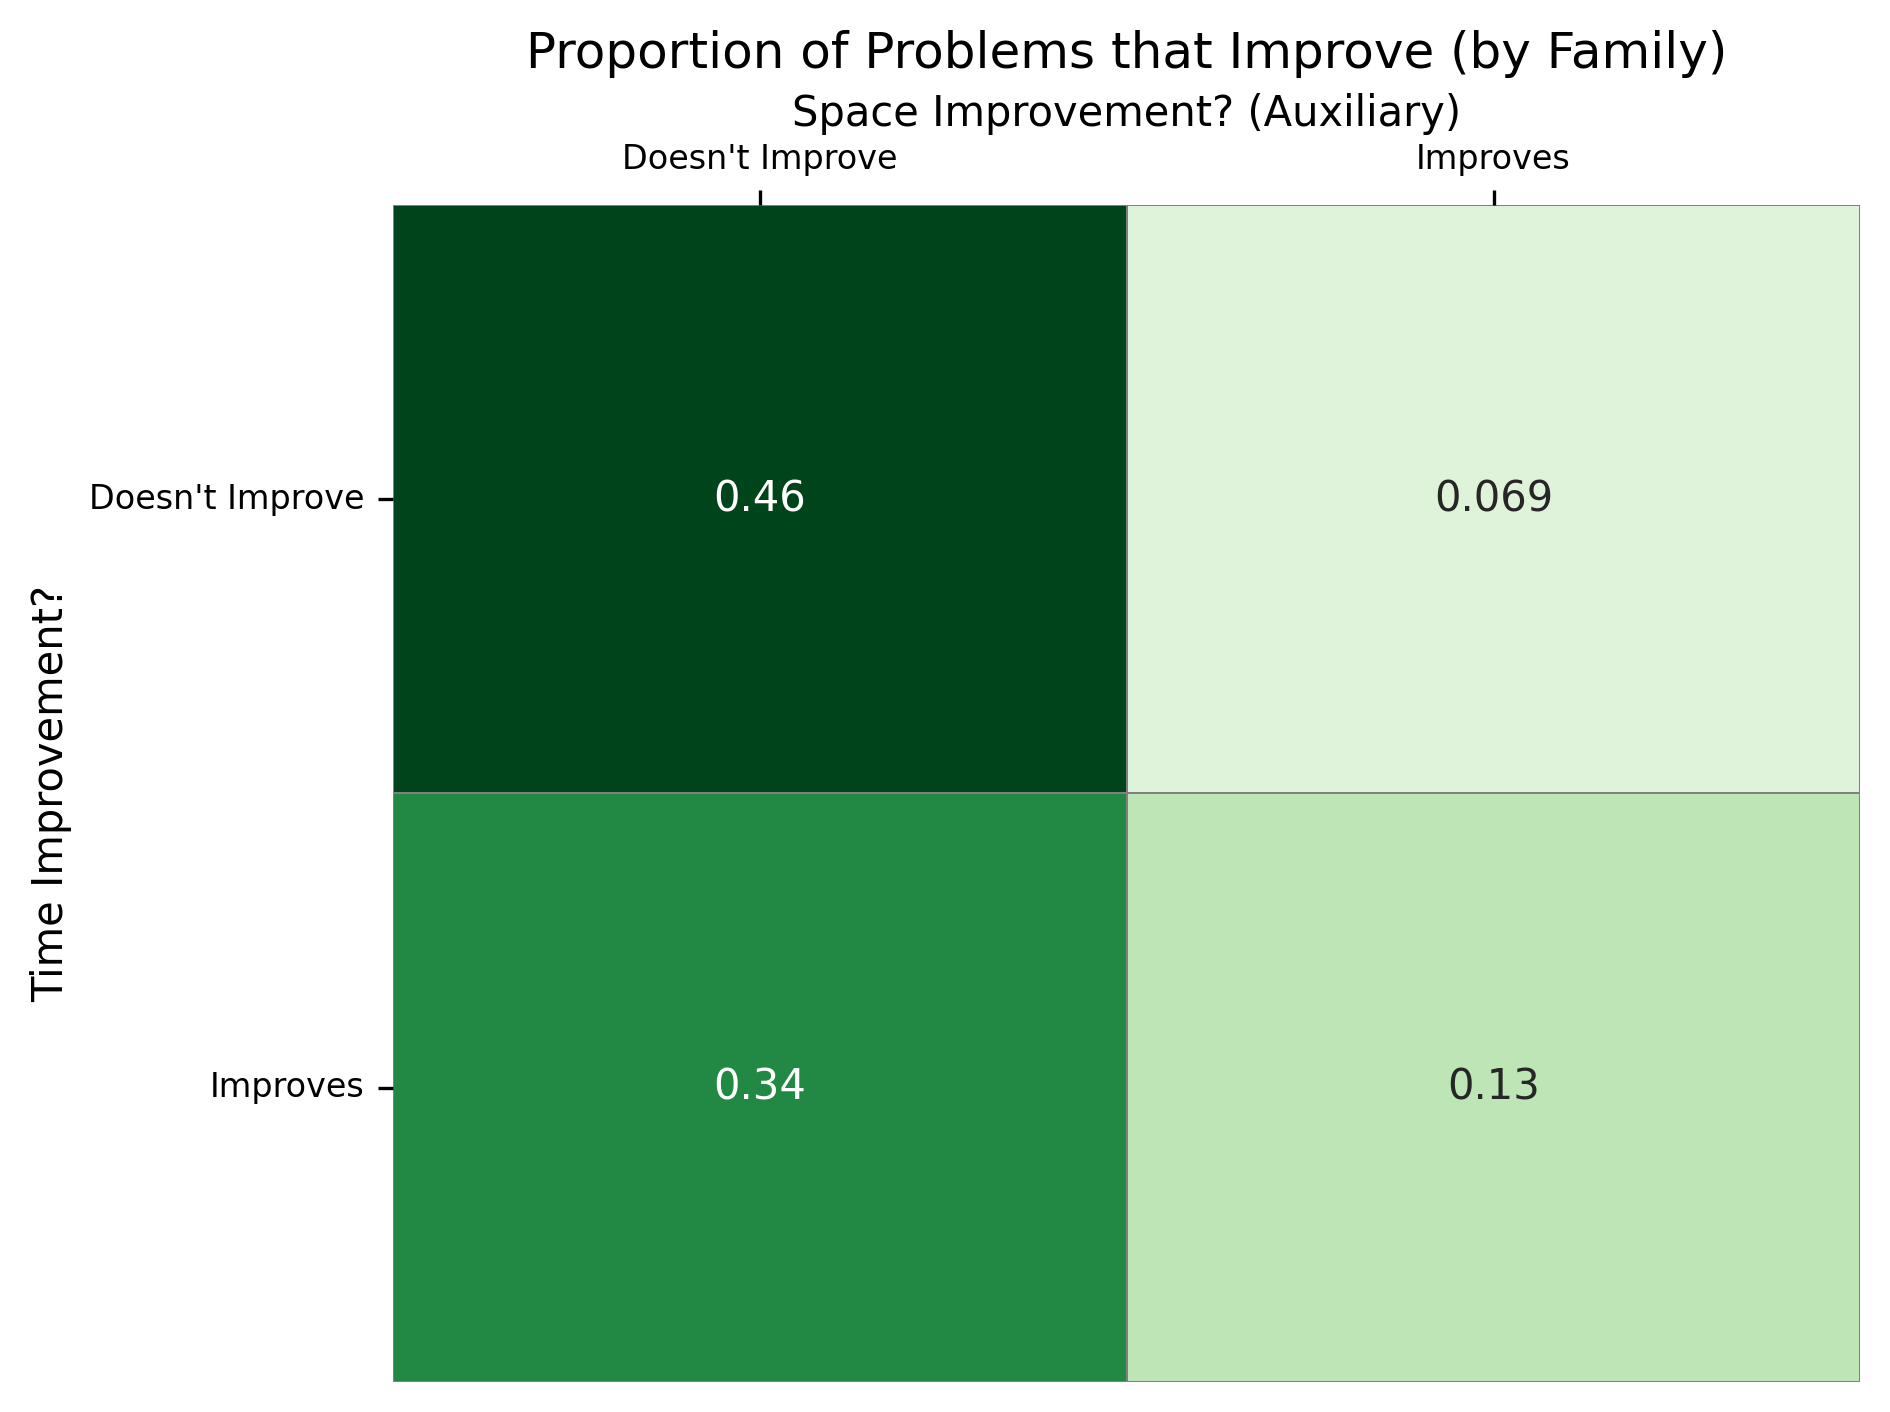 Proportion of Problems that Improve (by Family)
Space Improvement? (Auxiliary)
Doesn't Improve
Improves
Time Improvement?
Doesn't Improve
0.46
0.069
Improves
0.34
0.13